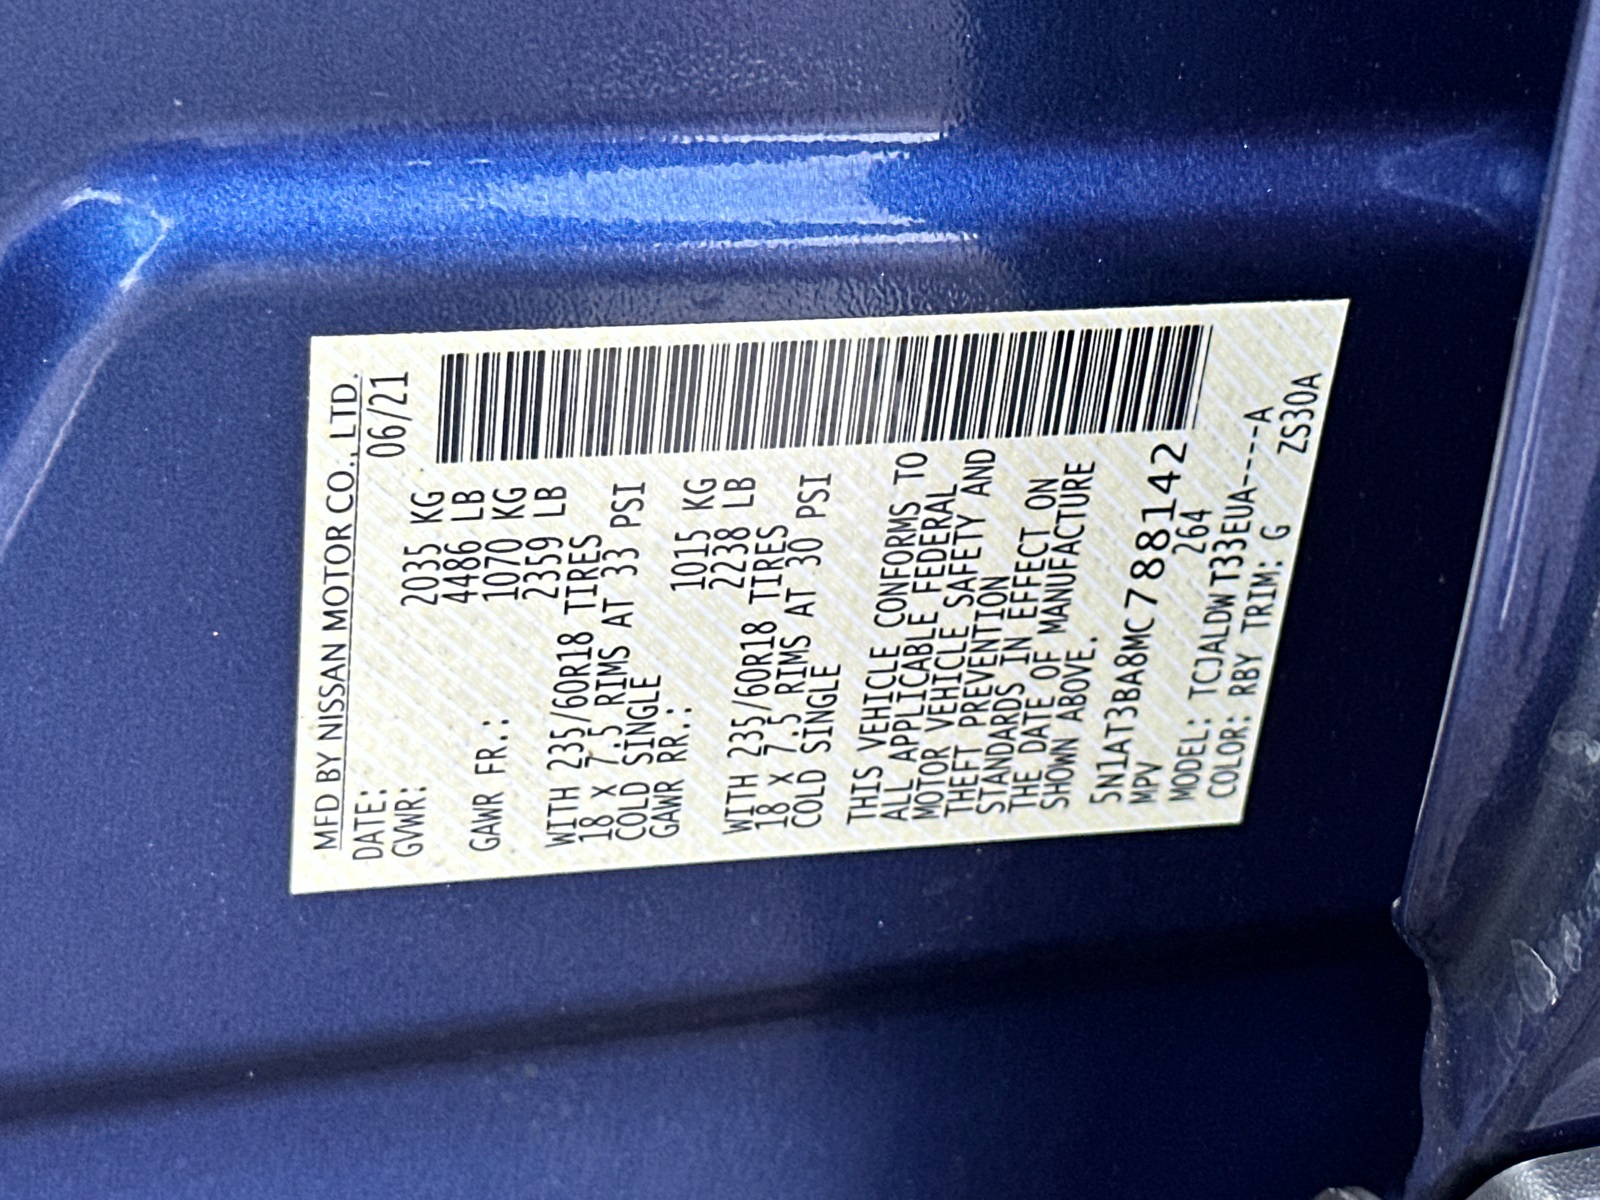 MFD BY NISSAN MOTOR CO., LTD.
DATE: 06/21
GVWR: 2035 KG
4486 LB
GAWR FR.: 1070 KG
2359 LB
WITH 235/60R18 TIRES
18 X 7.5 RIMS AT 33 PSI
COLD SINGLE
GAWR RR.: 1015 KG
2238 LB
WITH 235/60R18 TIRES
18 X 7.5 RIMS AT 30 PSI
COLD SINGLE
THIS VEHICLE CONFORMS TO
ALL APPLICABLE FEDERAL
MOTOR VEHICLE SAFETY AND
THEFT PREVENTION
STANDARDS IN EFFECT ON
THE DATE OF MANUFACTURE
SHOWN ABOVE.
5N1AT3BA8MC788142
MPV 264
MODEL: TCJALDW T33EUA----A
COLOR: RBY TRIM: G ZS30A